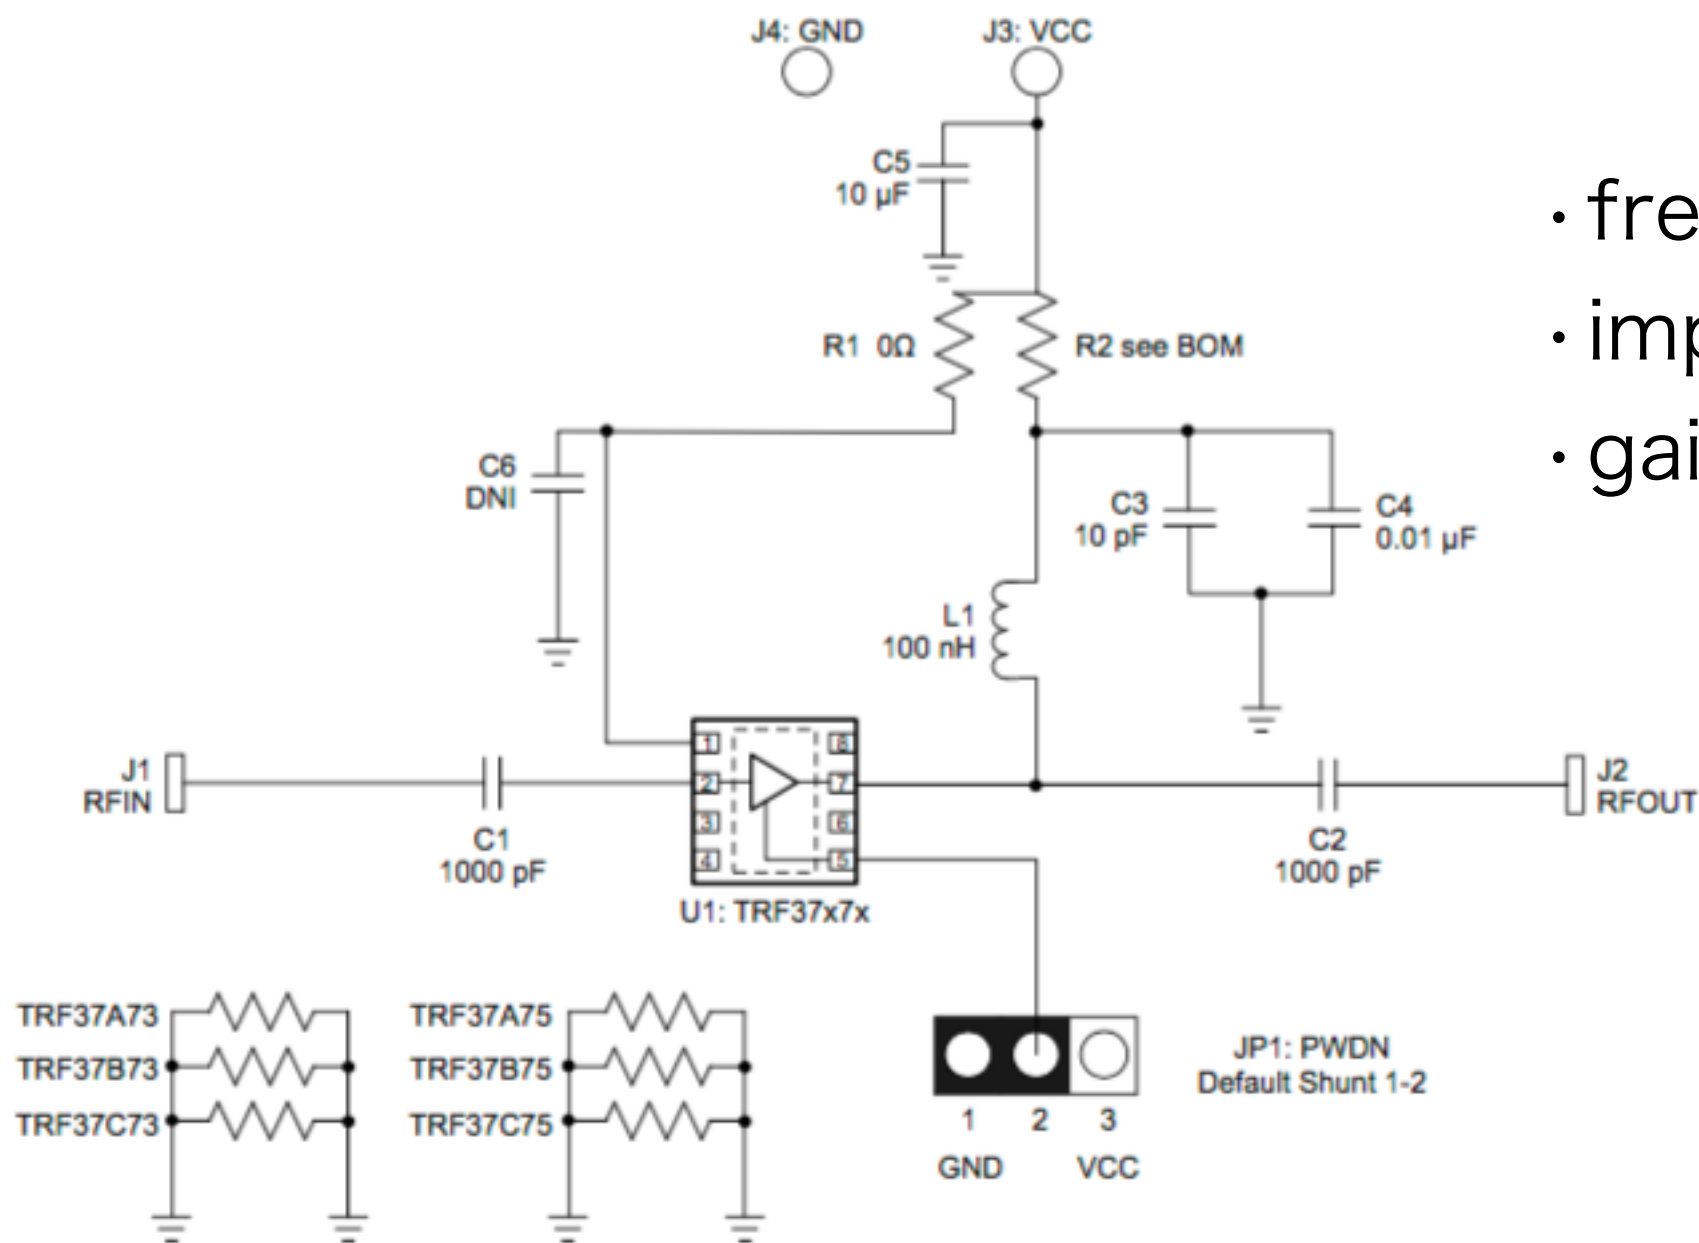 J4: GND
J3: VCC
C5
10 µF
R1 0Ω
R2 see BOM
C6
DNI
C3
10 pF
C4
0.01 µF
L1
100 nH
J1
RFIN
1
2
3
4
8
7
6
5
J2
RFOUT
C1
1000 pF
C2
1000 pF
U1: TRF37x7x
TRF37A73
TRF37B73
TRF37C73
TRF37A75
TRF37B75
TRF37C75
JP1: PWDN
Default Shunt 1-2
1 2 3
GND VCC
· fre
· imp
· gai